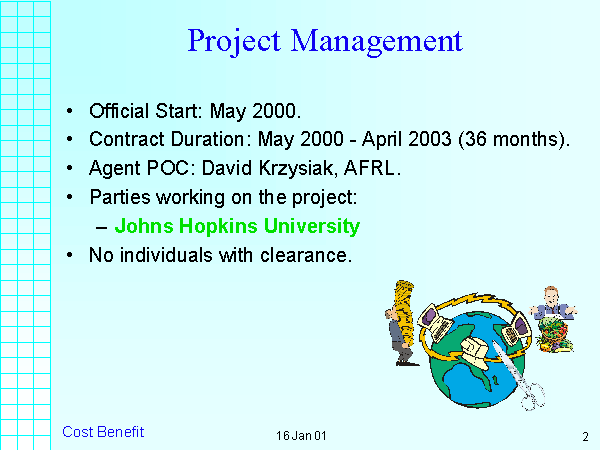 Project Management
• Official Start: May 2000.
• Contract Duration: May 2000 - April 2003 (36 months).
• Agent POC: David Krzysiak, AFRL.
• Parties working on the project:
– Johns Hopkins University
• No individuals with clearance.
Cost Benefit
16 Jan 01
2